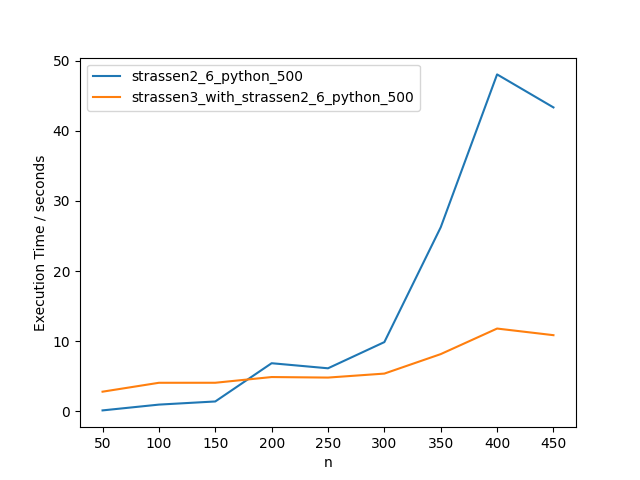 strassen2_6_python_500
strassen3_with_strassen2_6_python_500
Execution Time / seconds
50
40
30
20
10
0
50 100 150 200 250 300 350 400 450
n